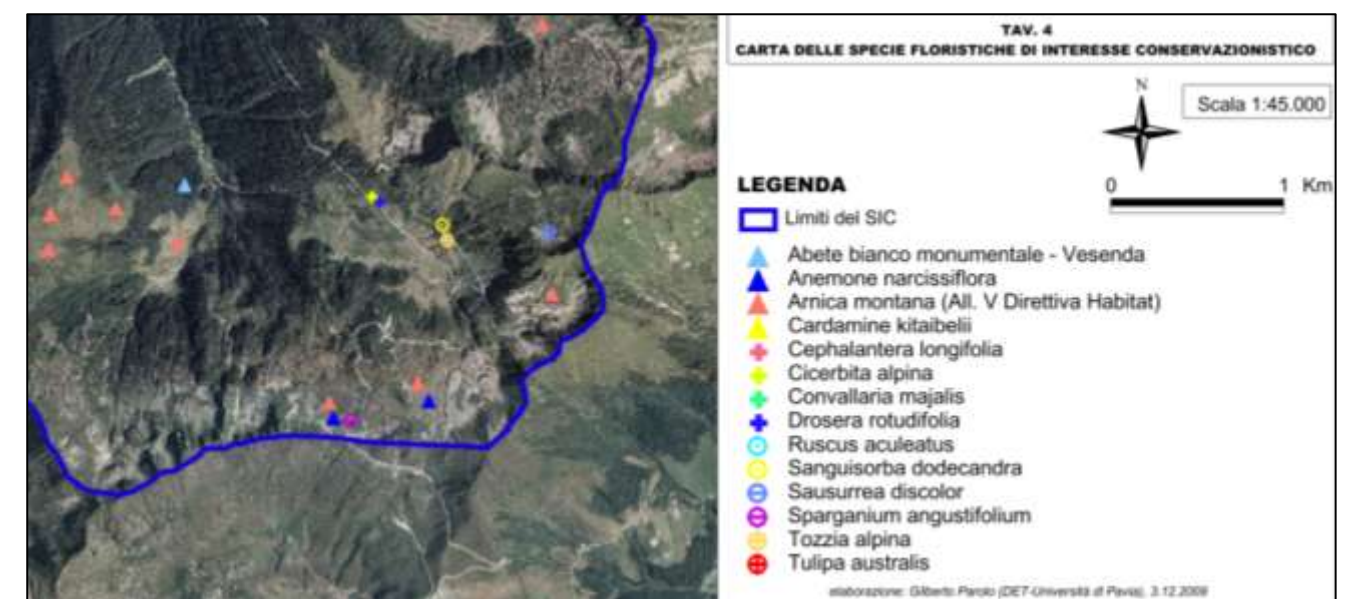 TAV. 4
CARTA DELLE SPECIE FLORISTICHE DI INTERESSE CONSERVAZIONISTICO
N
Scala 1:45.000
LEGENDA
0 1 Km
Limiti del SIC
Abete bianco monumentale - Vesenda
Anemone narcissiflora
Arnica montana (All. V Direttiva Habitat)
Cardamine kitaibelii
Cephalantera longifolia
Cicerbita alpina
Convallaria majalis
Drosera rotudifolia
Ruscus aculeatus
Sanguisorba dodecandra
Sausurrea discolor
Sparganium angustifolium
Tozzia alpina
Tulipa australis
elaborazione: Gilberto Parolo (DET-Università di Pavia), 3.12.2009